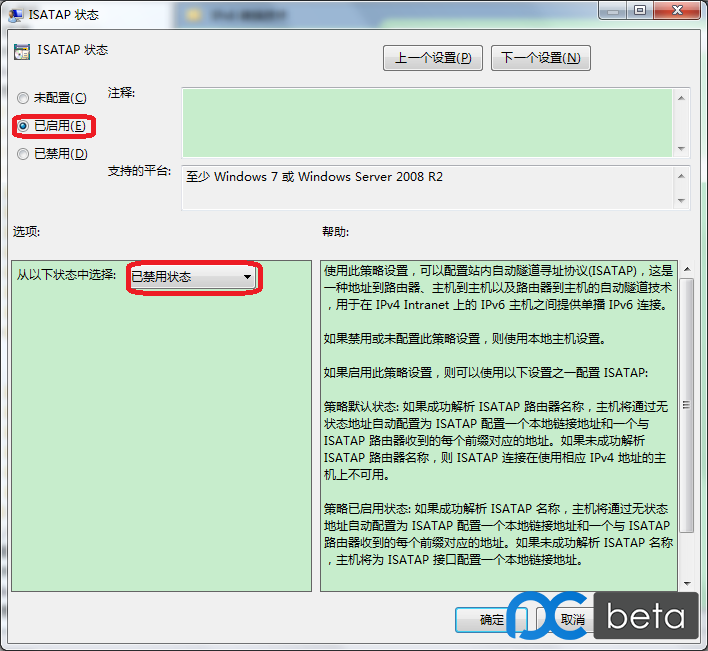 ISATAP 状态
ISATAP 状态
上一个设置(P)
下一个设置(N)
未配置(C)
注释:
已启用(E)
已禁用(D)
支持的平台:
至少 Windows 7 或 Windows Server 2008 R2
选项:
帮助:
从以下状态中选择:
已禁用状态
使用此策略设置，可以配置站内自动隧道寻址协议(ISATAP)，这是
一种地址到路由器、主机到主机以及路由器到主机的自动隧道技术
，用于在 IPv4 Intranet 上的 IPv6 主机之间提供单播 IPv6 连接。
如果禁用或未配置此策略设置，则使用本地主机设置。
如果启用此策略设置，则可以使用以下设置之一配置 ISATAP:
策略默认状态: 如果成功解析 ISATAP 路由器名称，主机将通过无
状态地址自动配置为 ISATAP 配置一个本地链接地址和一个与
ISATAP 路由器收到的每个前缀对应的地址。如果未成功解析
ISATAP 路由器名称，则 ISATAP 连接在使用相应 IPv4 地址的主
机上不可用。
策略已启用状态: 如果成功解析 ISATAP 名称，主机将通过无状态
地址自动配置为 ISATAP 配置一个本地链接地址和一个与 ISATAP
路由器收到的每个前缀对应的地址。如果未成功解析 ISATAP 名称
，主机将为 ISATAP 接口配置一个本地链接地址。
确定
取消
PC beta